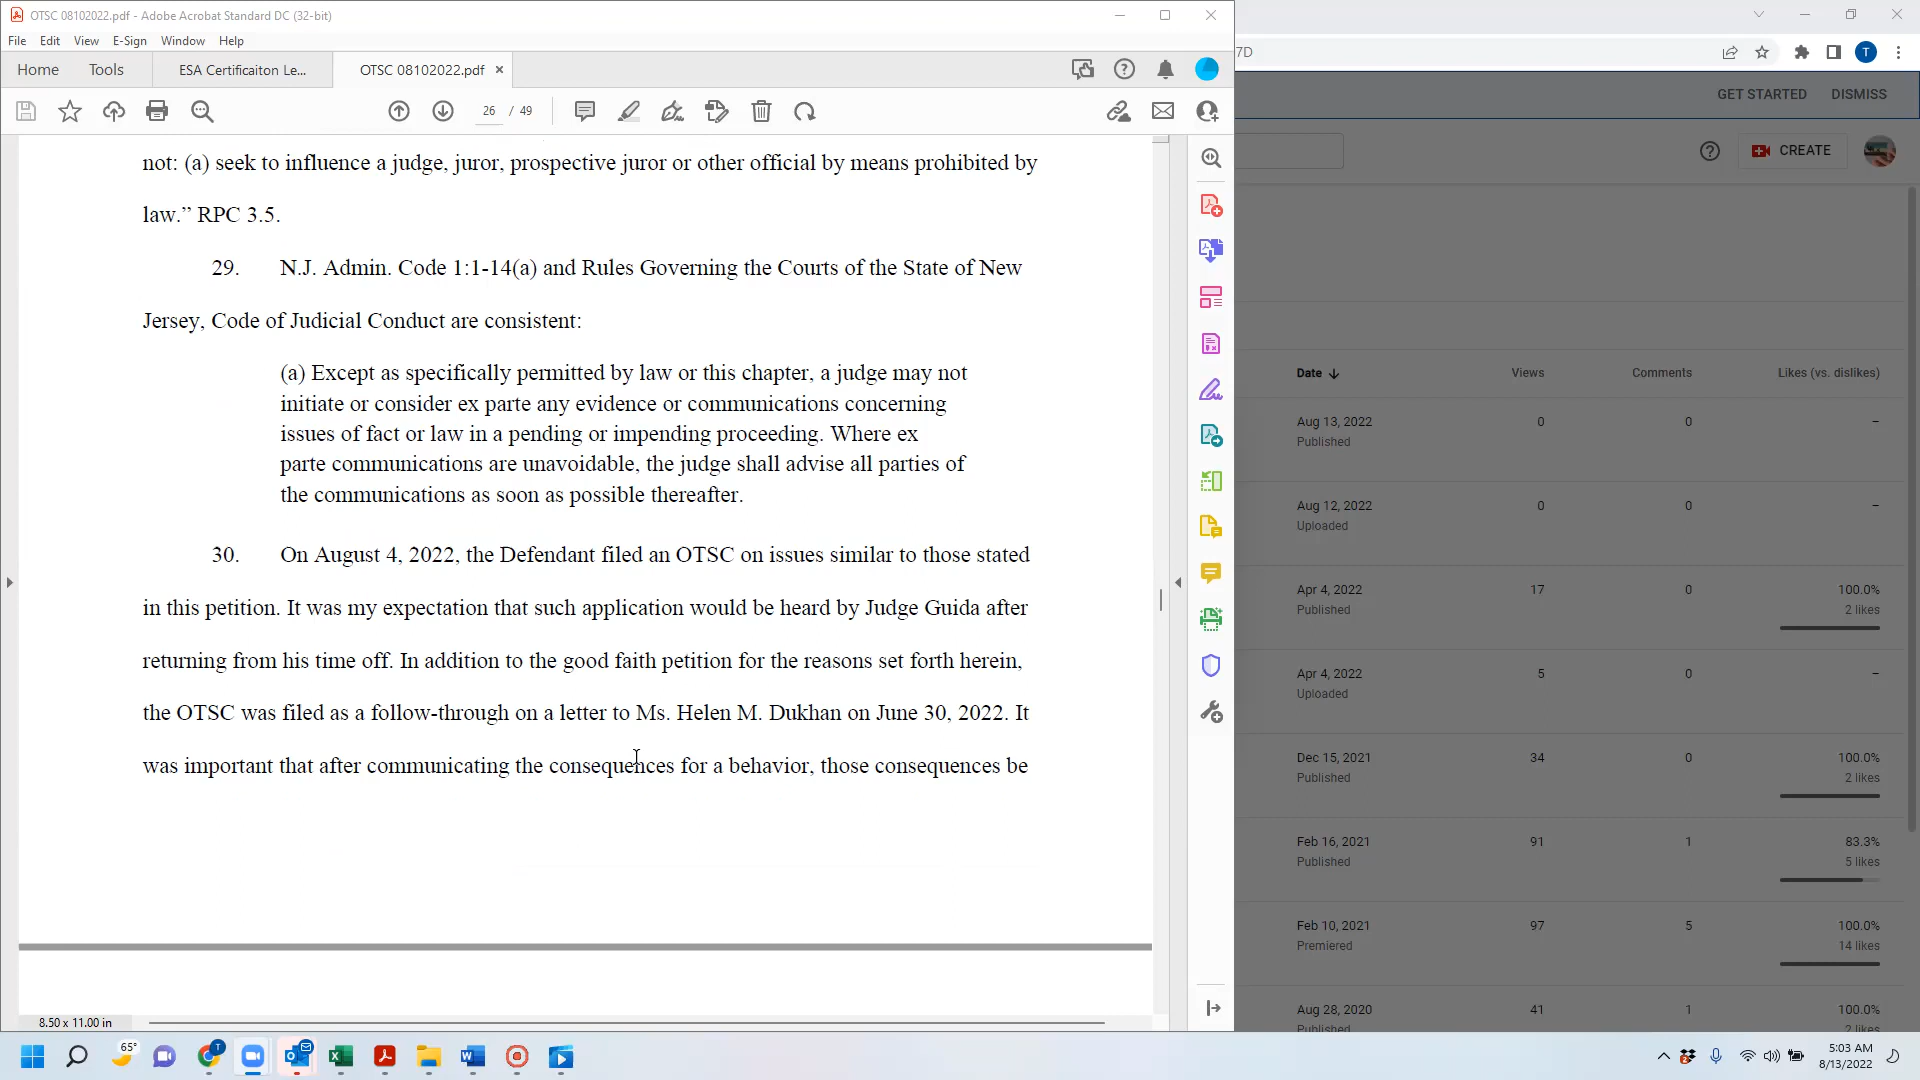 OTSC 08102022.pdf - Adobe Acrobat Standard DC (32-bit)
File Edit View E-Sign Window Help
Home Tools ESA Certificaiton Le... OTSC 08102022.pdf ×
26 / 49
not: (a) seek to influence a judge, juror, prospective juror or other official by means prohibited by
law.” RPC 3.5.
29. N.J. Admin. Code 1:1-14(a) and Rules Governing the Courts of the State of New
Jersey, Code of Judicial Conduct are consistent:
(a) Except as specifically permitted by law or this chapter, a judge may not
initiate or consider ex parte any evidence or communications concerning
issues of fact or law in a pending or impending proceeding. Where ex
parte communications are unavoidable, the judge shall advise all parties of
the communications as soon as possible thereafter.
30. On August 4, 2022, the Defendant filed an OTSC on issues similar to those stated
in this petition. It was my expectation that such application would be heard by Judge Guida after
returning from his time off. In addition to the good faith petition for the reasons set forth herein,
the OTSC was filed as a follow-through on a letter to Ms. Helen M. Dukhan on June 30, 2022. It
was important that after communicating the consequences for a behavior, those consequences be
8.50 x 11.00 in
7D
T
GET STARTED DISMISS
CREATE
Date Views Comments Likes (vs. dislikes)
Aug 13, 2022 0 0 –
Published
Aug 12, 2022 0 0 –
Uploaded
Apr 4, 2022 17 0 100.0%
Published 2 likes
Apr 4, 2022 5 0 –
Uploaded
Dec 15, 2021 34 0 100.0%
Published 2 likes
Feb 16, 2021 91 1 83.3%
Published 5 likes
Feb 10, 2021 97 5 100.0%
Premiered 14 likes
Aug 28, 2020 41 1 100.0%
Published 2 likes
65°
5:03 AM
8/13/2022